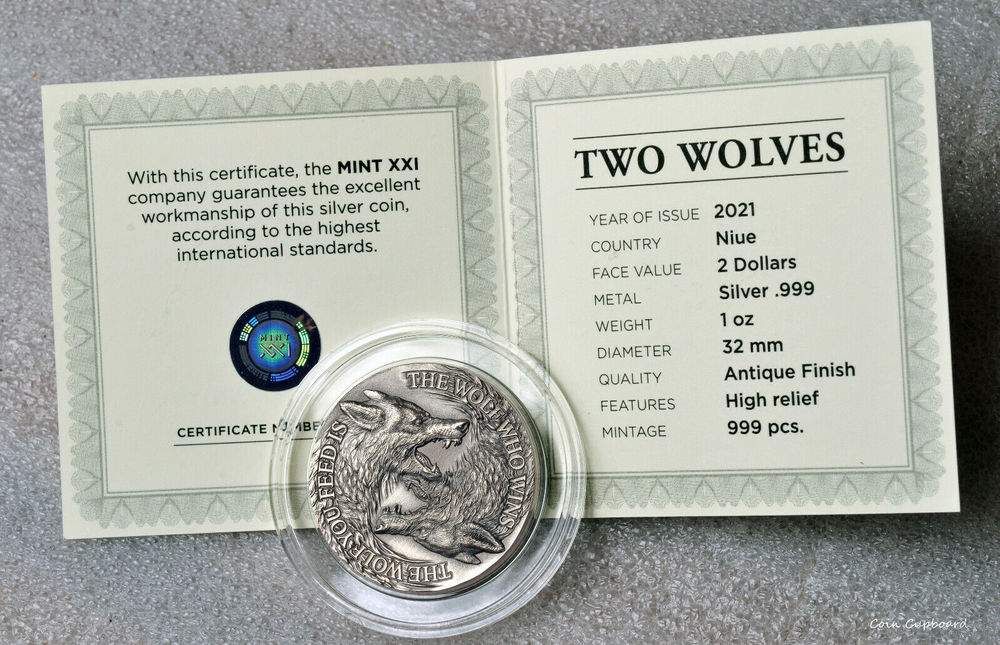 With this certificate, the MINT XXI
company guarantees the excellent
workmanship of this silver coin,
according to the highest
international standards.
MINT
XXI
CERTIFICATE
TWO WOLVES
YEAR OF ISSUE 2021
COUNTRY Niue
FACE VALUE 2 Dollars
METAL Silver .999
WEIGHT 1 oz
DIAMETER 32 mm
QUALITY Antique Finish
FEATURES High relief
MINTAGE 999 pcs.
THE WOLF WHO WINS
THE WOLF YOU FEED IS
Coin Cupboard